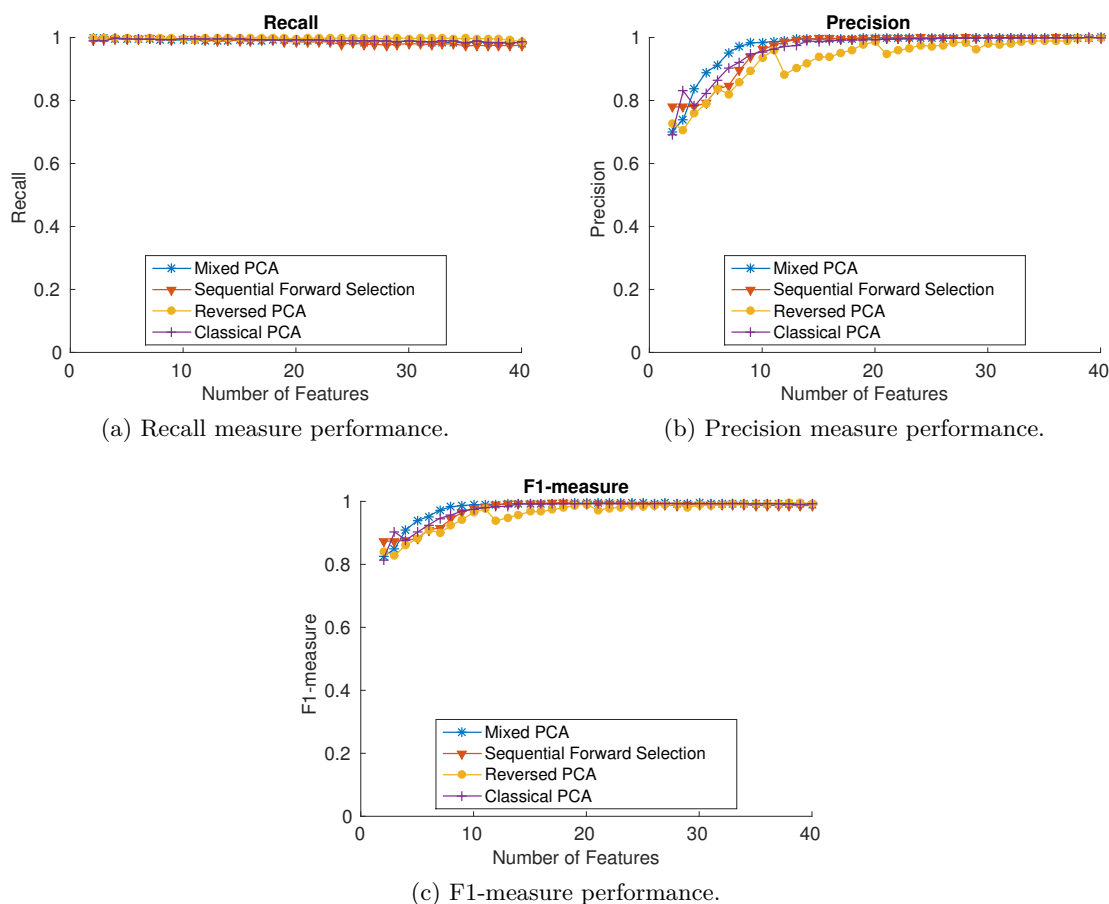 Recall
Recall
1
0.8
0.6
0.4
0.2
0
Mixed PCA
Sequential Forward Selection
Reversed PCA
Classical PCA
0 10 20 30 40
Number of Features
(a) Recall measure performance.
Precision
Precision
1
0.8
0.6
0.4
0.2
0
Mixed PCA
Sequential Forward Selection
Reversed PCA
Classical PCA
0 10 20 30 40
Number of Features
(b) Precision measure performance.
F1-measure
F1-measure
1
0.8
0.6
0.4
0.2
0
Mixed PCA
Sequential Forward Selection
Reversed PCA
Classical PCA
0 10 20 30 40
Number of Features
(c) F1-measure performance.